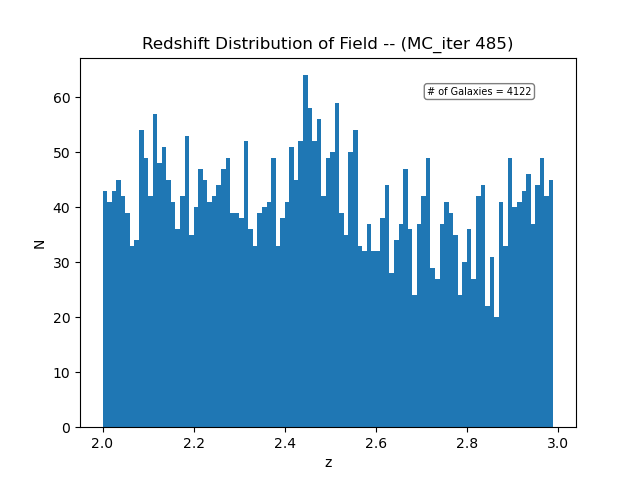 Redshift Distribution of Field -- (MC_iter 485)
# of Galaxies = 4122
60
50
40
30
20
10
0
N
2.0 2.2 2.4 2.6 2.8 3.0
z